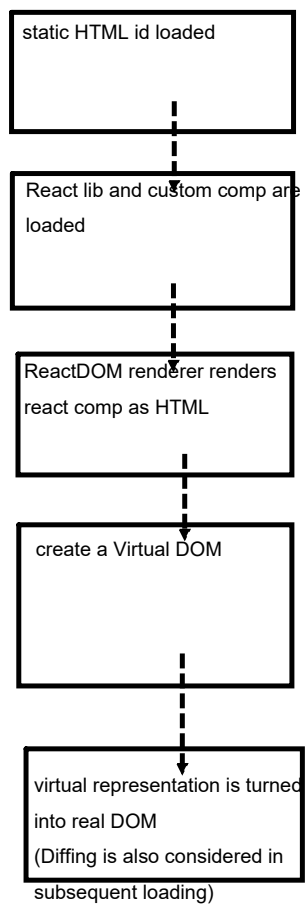 static HTML id loaded
React lib and custom comp are
loaded
ReactDOM renderer renders
react comp as HTML
create a Virtual DOM
virtual representation is turned
into real DOM
(Diffing is also considered in
subsequent loading)